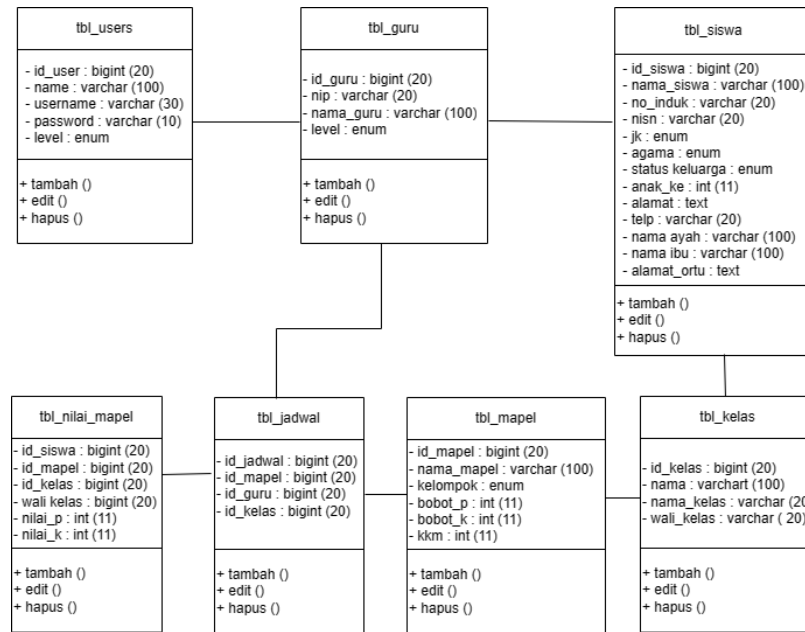 tbl_users
- id_user : bigint (20)
- name : varchar (100)
- username : varchar (30)
- password : varchar (10)
- level : enum
+ tambah ()
+ edit ()
+ hapus ()
tbl_guru
- id_guru : bigint (20)
- nip : varchar (20)
- nama_guru : varchar (100)
- level : enum
+ tambah ()
+ edit ()
+ hapus ()
tbl_siswa
- id_siswa : bigint (20)
- nama_siswa : varchar (100)
- no_induk : varchar (20)
- nisn : varchar (20)
- jk : enum
- agama : enum
- status keluarga : enum
- anak_ke : int (11)
- alamat : text
- telp : varchar (20)
- nama ayah : varchar (100)
- nama ibu : varchar (100)
- alamat_ortu : text
+ tambah ()
+ edit ()
+ hapus ()
tbl_nilai_mapel
- id_siswa : bigint (20)
- id_mapel : bigint (20)
- id_kelas : bigint (20)
- wali kelas : bigint (20)
- nilai_p : int (11)
- nilai_k : int (11)
+ tambah ()
+ edit ()
+ hapus ()
tbl_jadwal
- id_jadwal : bigint (20)
- id_mapel : bigint (20)
- id_guru : bigint (20)
- id_kelas : bigint (20)
+ tambah ()
+ edit ()
+ hapus ()
tbl_mapel
- id_mapel : bigint (20)
- nama_mapel : varchar (100)
- kelompok : enum
- bobot_p : int (11)
- bobot_k : int (11)
- kkm : int (11)
+ tambah ()
+ edit ()
+ hapus ()
tbl_kelas
- id_kelas : bigint (20)
- nama : varchart (100)
- nama_kelas : varchar (20
- wali_kelas : varchar ( 20)
+ tambah ()
+ edit ()
+ hapus ()